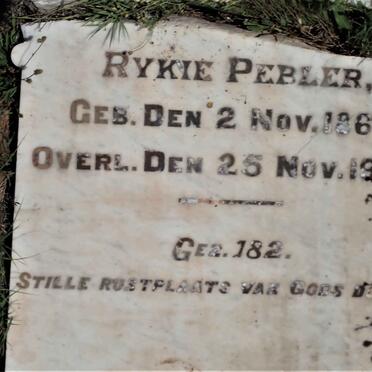 RYKIE PEBLER,
GEB. DEN 2 NOV. 186
OVERL. DEN 25 NOV. 19
GEZ. 182.
STILLE RUSTPLAATS VAN GODS D